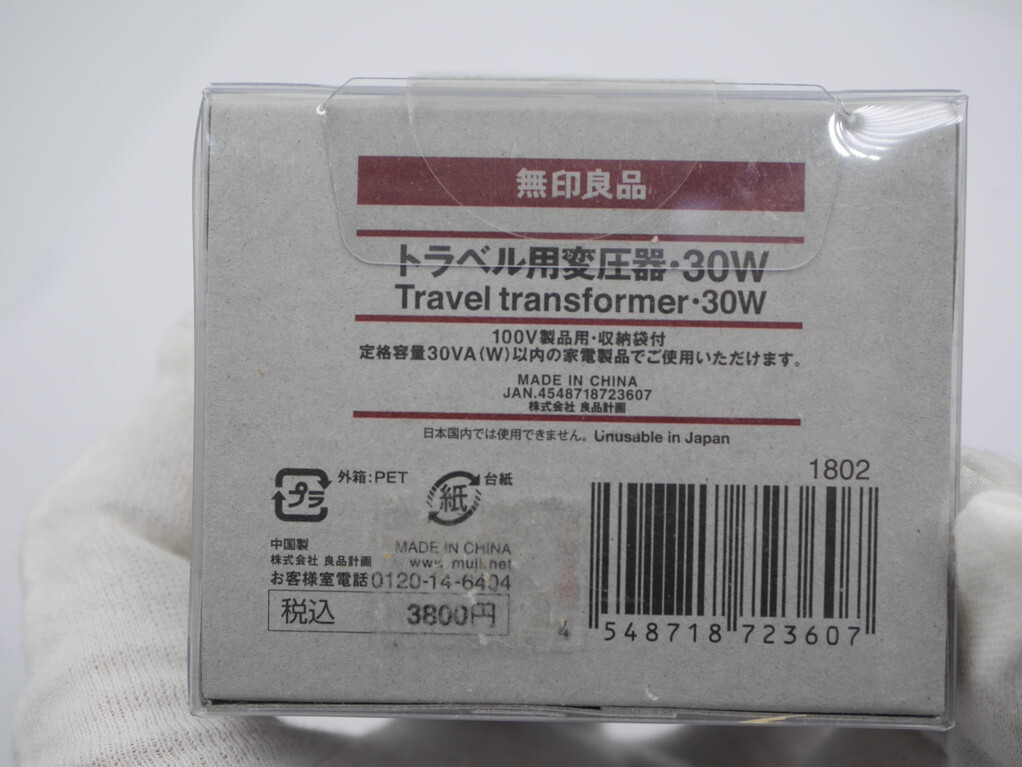 無印良品
トラベル用変圧器・30W
Travel transformer・30W
100V製品用・収納袋付
定格容量30VA(W)以内の家電製品でご使用いただけます。
MADE IN CHINA
JAN.4548718723607
株式会社 良品計画
日本国内では使用できません。Unusable in Japan
1802
プラ 外箱:PET 紙 台紙
中国製 MADE IN CHINA
株式会社 良品計画 www.muji.net
お客様室電話 0120-14-6404
税込 3800円
4 548718 723607